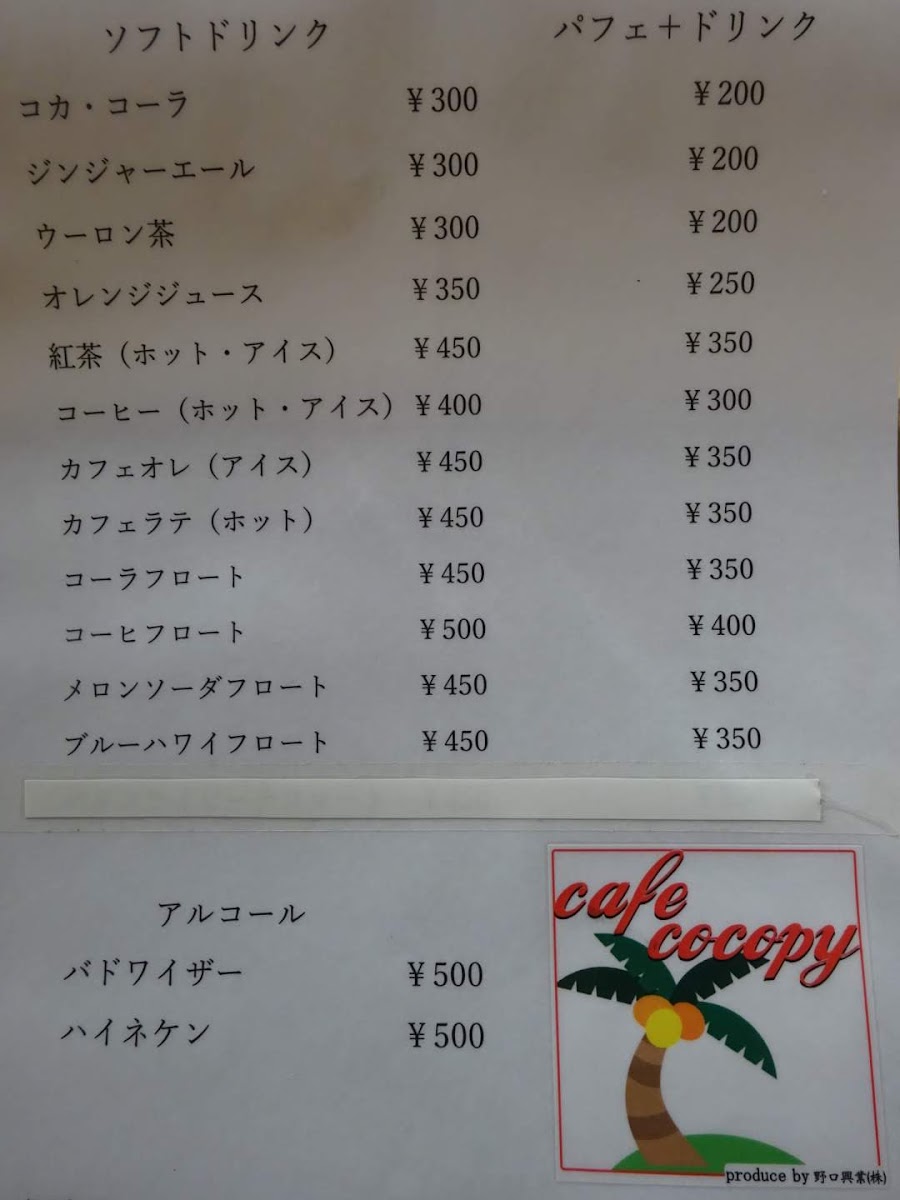 ソフトドリンク パフェ＋ドリンク
コカ・コーラ ￥300 ￥200
ジンジャーエール ￥300 ￥200
ウーロン茶 ￥300 ￥200
オレンジジュース ￥350 ￥250
紅茶（ホット・アイス） ￥450 ￥350
コーヒー（ホット・アイス） ￥400 ￥300
カフェオレ（アイス） ￥450 ￥350
カフェラテ（ホット） ￥450 ￥350
コーラフロート ￥450 ￥350
コーヒフロート ￥500 ￥400
メロンソーダフロート ￥450 ￥350
ブルーハワイフロート ￥450 ￥350
アルコール
バドワイザー ￥500
ハイネケン ￥500
cafe
cocopy
produce by 野口興業㈱